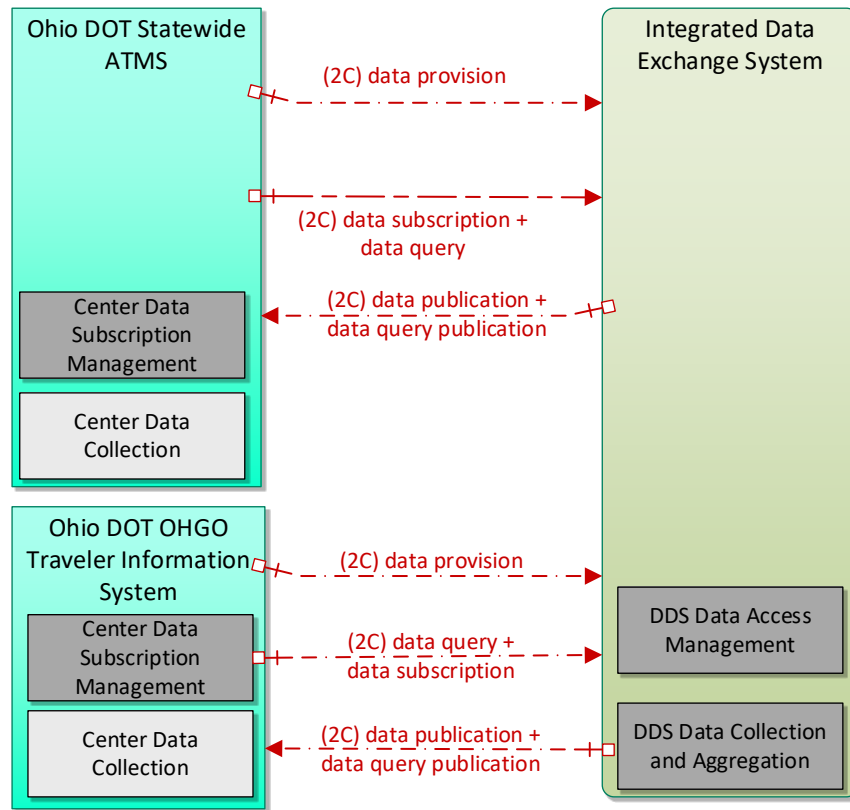 Ohio DOT Statewide
ATMS
Integrated Data
Exchange System
(2C) data provision
(2C) data subscription +
data query
(2C) data publication +
data query publication
Center Data
Subscription
Management
Center Data
Collection
Ohio DOT OHGO
Traveler Information
System
(2C) data provision
Center Data
Subscription
Management
(2C) data query +
data subscription
DDS Data Access
Management
Center Data
Collection
(2C) data publication +
data query publication
DDS Data Collection
and Aggregation